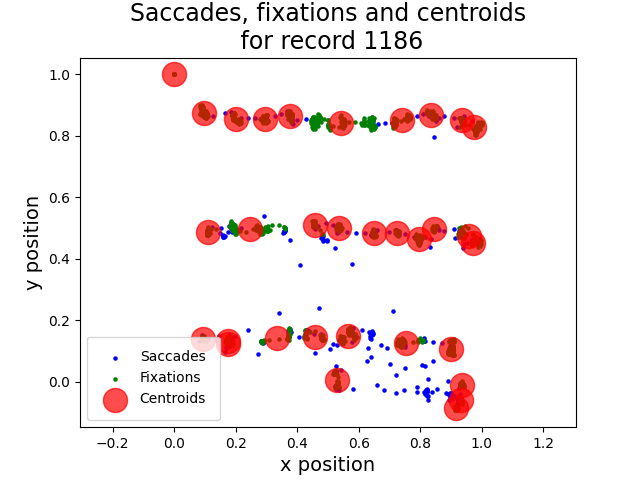 Saccades, fixations and centroids
for record 1186
y position
1.0
0.8
0.6
0.4
0.2
0.0
Saccades
Fixations
Centroids
−0.2
0.0
0.2
0.4
0.6
0.8
1.0
1.2
x position